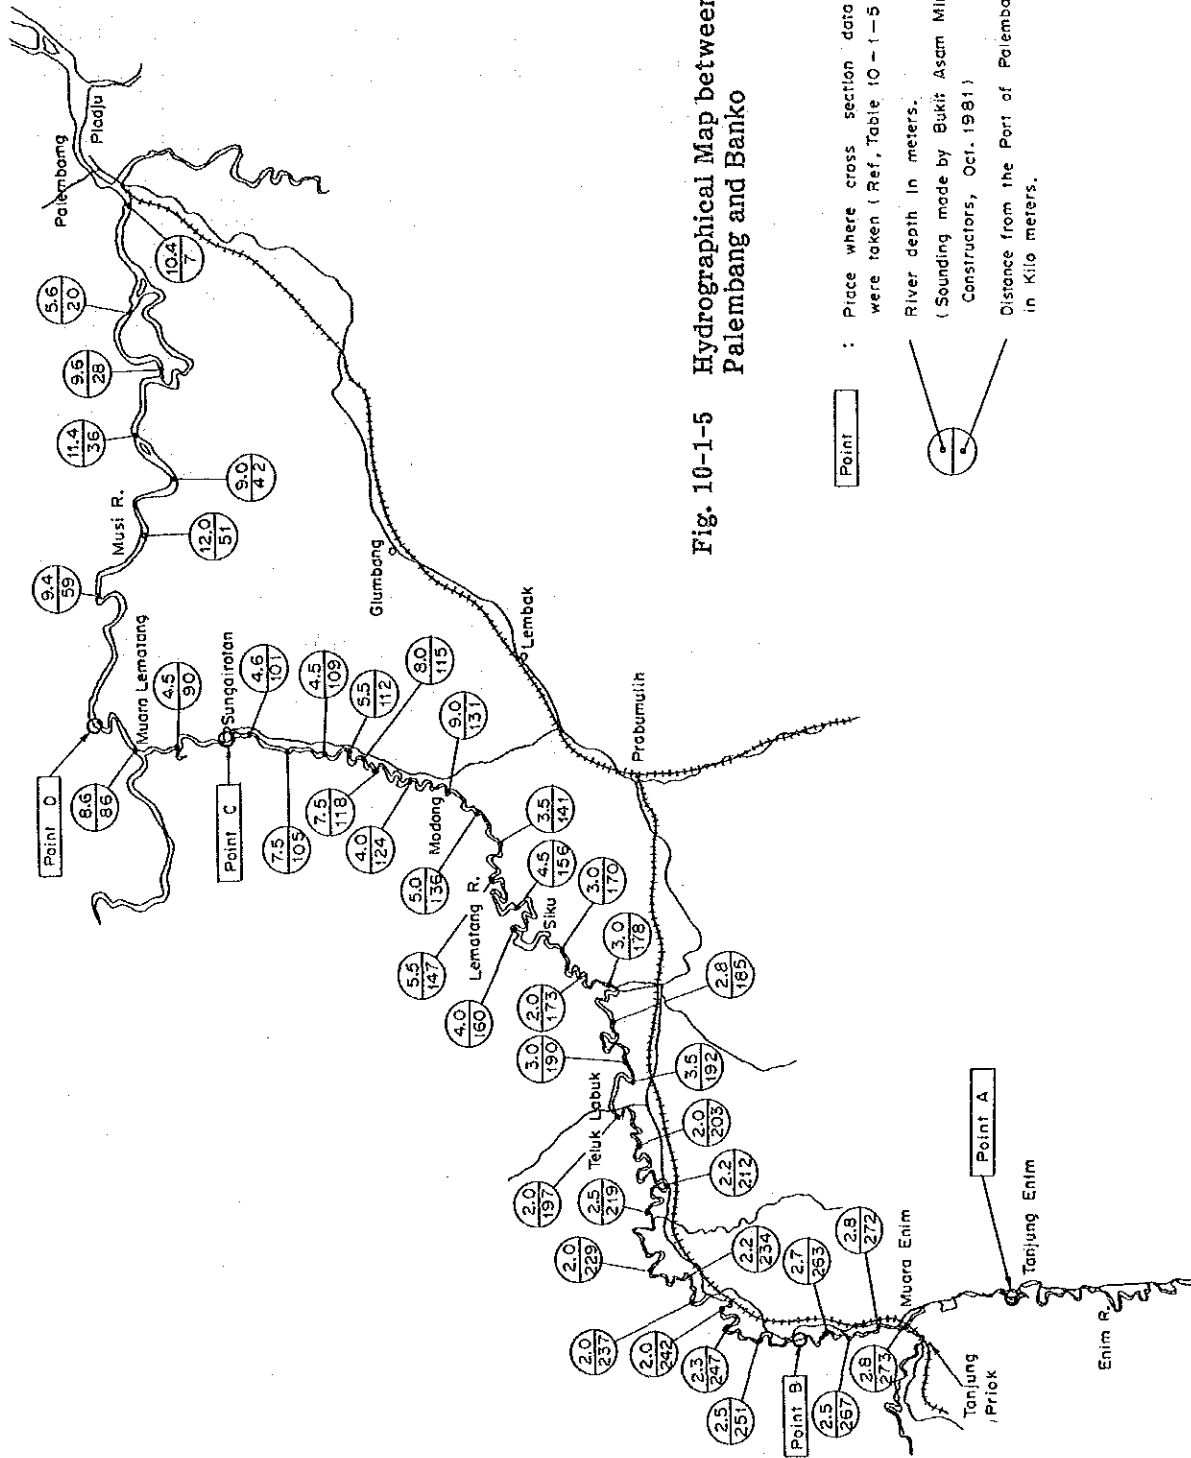 Palembamg
Pladju
10.4
7
5.6
20
9.6
28
11.4
36
9.0
42
Musi R.
12.0
51
9.4
59
Point D
Muara Lematang
8.6
86
4.5
90
Point C
Sungairotan
4.6
101
7.5
105
4.5
109
5.5
112
8.0
115
7.5
118
4.0
124
9.0
131
Modong
5.0
136
3.5
141
Lematang R.
5.5
147
4.5
156
4.0
160
Siku
3.0
170
2.0
173
3.0
178
2.8
185
3.0
190
3.5
192
Teluk Labuk
2.0
197
2.0
203
2.2
212
2.5
219
2.0
229
2.2
234
2.0
237
2.0
242
2.3
247
2.5
251
Point B
2.7
263
2.5
267
2.8
272
2.8
273
Muara Enim
Tanjung
Priok
Point A
Tanjung Enim
Enim R.
Glumbang
Lembak
Prabumulih
Fig. 10-1-5 Hydrographical Map between
Palembang and Banko
Point : Place where cross section data
were taken (Ref, Table 10-1-5
River depth in meters.
(Sounding made by Bukit Asam
Constructors, Oct. 1981)
Distance from the Port of
in Kilo meters.